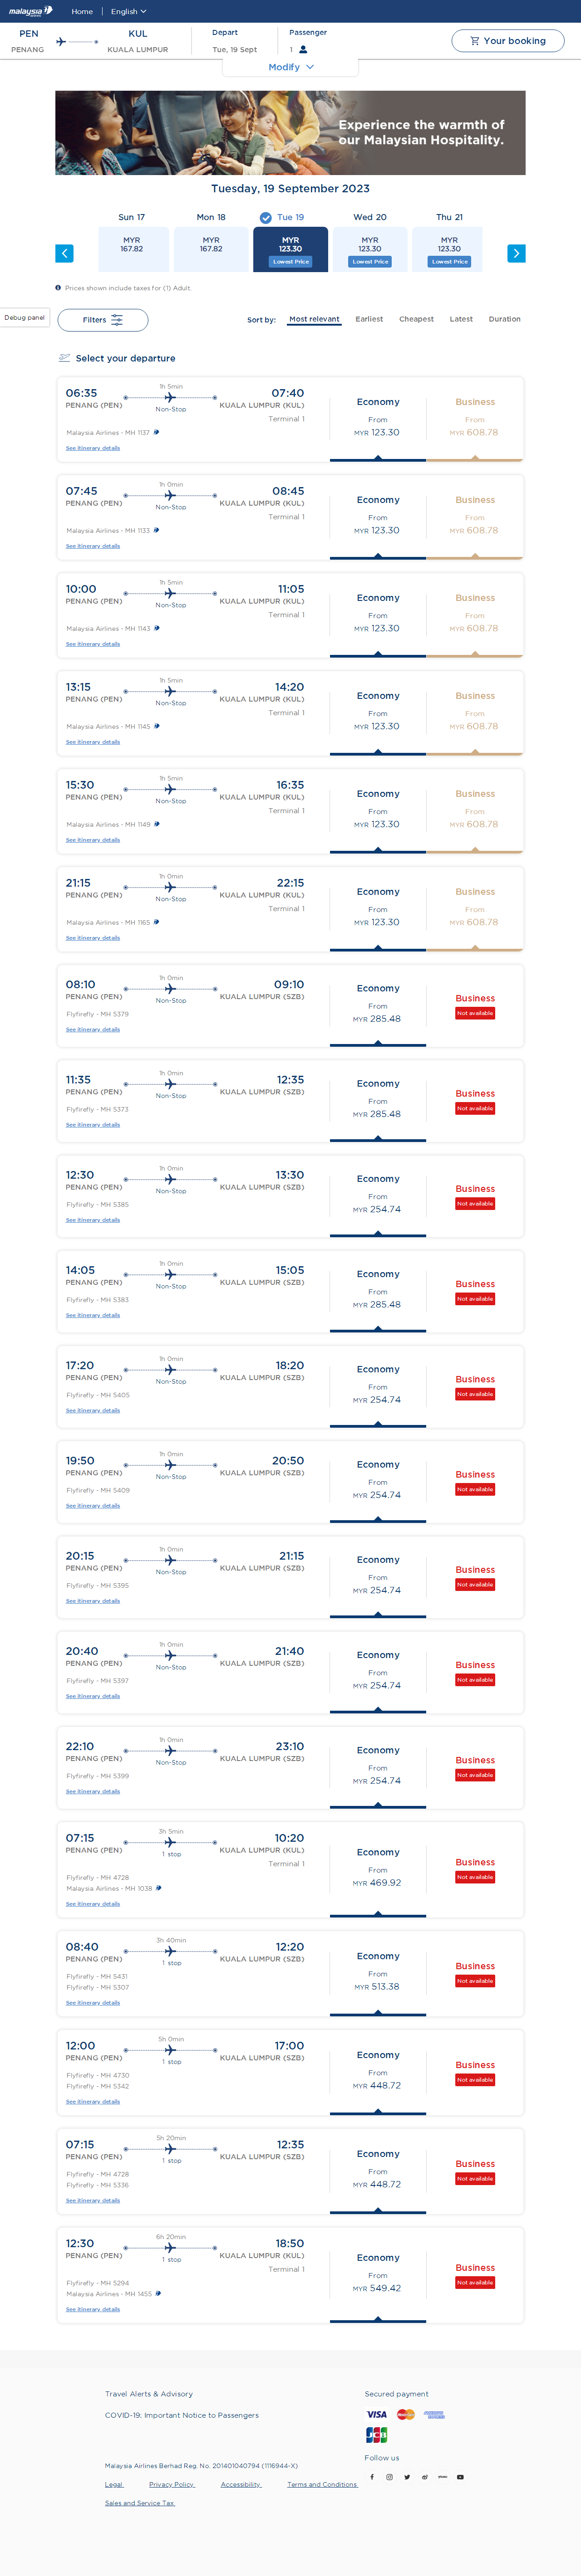 malaysia airlines
Home
English
PEN
KUL
Depart
Passenger
PENANG
KUALA LUMPUR
Tue, 19 Sept
1
Your booking
Modify
Experience the warmth of
our Malaysian Hospitality.
Tuesday, 19 September 2023
Sun 17
Mon 18
Tue 19
Wed 20
Thu 21
MYR
167.82
MYR
167.82
MYR
123.30
Lowest Price
MYR
123.30
Lowest Price
MYR
123.30
Lowest Price
Prices shown include taxes for (1) Adult.
Debug panel
Filters
Sort by:
Most relevant
Earliest
Cheapest
Latest
Duration
Select your departure
06:35
1h 5min
07:40
PENANG (PEN)
Non-Stop
KUALA LUMPUR (KUL)
Terminal 1
Malaysia Airlines - MH 1137
See itinerary details
Economy
From
MYR 123.30
Business
From
MYR 608.78
07:45
1h 0min
08:45
PENANG (PEN)
Non-Stop
KUALA LUMPUR (KUL)
Terminal 1
Malaysia Airlines - MH 1133
See itinerary details
Economy
From
MYR 123.30
Business
From
MYR 608.78
10:00
1h 5min
11:05
PENANG (PEN)
Non-Stop
KUALA LUMPUR (KUL)
Terminal 1
Malaysia Airlines - MH 1143
See itinerary details
Economy
From
MYR 123.30
Business
From
MYR 608.78
13:15
1h 5min
14:20
PENANG (PEN)
Non-Stop
KUALA LUMPUR (KUL)
Terminal 1
Malaysia Airlines - MH 1145
See itinerary details
Economy
From
MYR 123.30
Business
From
MYR 608.78
15:30
1h 5min
16:35
PENANG (PEN)
Non-Stop
KUALA LUMPUR (KUL)
Terminal 1
Malaysia Airlines - MH 1149
See itinerary details
Economy
From
MYR 123.30
Business
From
MYR 608.78
21:15
1h 0min
22:15
PENANG (PEN)
Non-Stop
KUALA LUMPUR (KUL)
Terminal 1
Malaysia Airlines - MH 1165
See itinerary details
Economy
From
MYR 123.30
Business
From
MYR 608.78
08:10
1h 0min
09:10
PENANG (PEN)
Non-Stop
KUALA LUMPUR (SZB)
Flyfirefly - MH 5379
See itinerary details
Economy
From
MYR 285.48
Business
Not available
11:35
1h 0min
12:35
PENANG (PEN)
Non-Stop
KUALA LUMPUR (SZB)
Flyfirefly - MH 5373
See itinerary details
Economy
From
MYR 285.48
Business
Not available
12:30
1h 0min
13:30
PENANG (PEN)
Non-Stop
KUALA LUMPUR (SZB)
Flyfirefly - MH 5385
See itinerary details
Economy
From
MYR 254.74
Business
Not available
14:05
1h 0min
15:05
PENANG (PEN)
Non-Stop
KUALA LUMPUR (SZB)
Flyfirefly - MH 5383
See itinerary details
Economy
From
MYR 285.48
Business
Not available
17:20
1h 0min
18:20
PENANG (PEN)
Non-Stop
KUALA LUMPUR (SZB)
Flyfirefly - MH 5405
See itinerary details
Economy
From
MYR 254.74
Business
Not available
19:50
1h 0min
20:50
PENANG (PEN)
Non-Stop
KUALA LUMPUR (SZB)
Flyfirefly - MH 5409
See itinerary details
Economy
From
MYR 254.74
Business
Not available
20:15
1h 0min
21:15
PENANG (PEN)
Non-Stop
KUALA LUMPUR (SZB)
Flyfirefly - MH 5395
See itinerary details
Economy
From
MYR 254.74
Business
Not available
20:40
1h 0min
21:40
PENANG (PEN)
Non-Stop
KUALA LUMPUR (SZB)
Flyfirefly - MH 5397
See itinerary details
Economy
From
MYR 254.74
Business
Not available
22:10
1h 0min
23:10
PENANG (PEN)
Non-Stop
KUALA LUMPUR (SZB)
Flyfirefly - MH 5399
See itinerary details
Economy
From
MYR 254.74
Business
Not available
07:15
3h 5min
10:20
PENANG (PEN)
1 stop
KUALA LUMPUR (KUL)
Terminal 1
Flyfirefly - MH 4728
Malaysia Airlines - MH 1038
See itinerary details
Economy
From
MYR 469.92
Business
Not available
08:40
3h 40min
12:20
PENANG (PEN)
1 stop
KUALA LUMPUR (SZB)
Flyfirefly - MH 5431
Flyfirefly - MH 5307
See itinerary details
Economy
From
MYR 513.38
Business
Not available
12:00
5h 0min
17:00
PENANG (PEN)
1 stop
KUALA LUMPUR (SZB)
Flyfirefly - MH 4730
Flyfirefly - MH 5342
See itinerary details
Economy
From
MYR 448.72
Business
Not available
07:15
5h 20min
12:35
PENANG (PEN)
1 stop
KUALA LUMPUR (SZB)
Flyfirefly - MH 4728
Flyfirefly - MH 5336
See itinerary details
Economy
From
MYR 448.72
Business
Not available
12:30
6h 20min
18:50
PENANG (PEN)
1 stop
KUALA LUMPUR (KUL)
Terminal 1
Flyfirefly - MH 5294
Malaysia Airlines - MH 1455
See itinerary details
Economy
From
MYR 549.42
Business
Not available
Travel Alerts & Advisory
COVID-19: Important Notice to Passengers
Secured payment
VISA
MasterCard
AMERICAN EXPRESS
JCB
Follow us
Malaysia Airlines Berhad Reg. No. 201401040794 (1116944-X)
Legal
Privacy Policy
Accessibility
Terms and Conditions
Sales and Service Tax